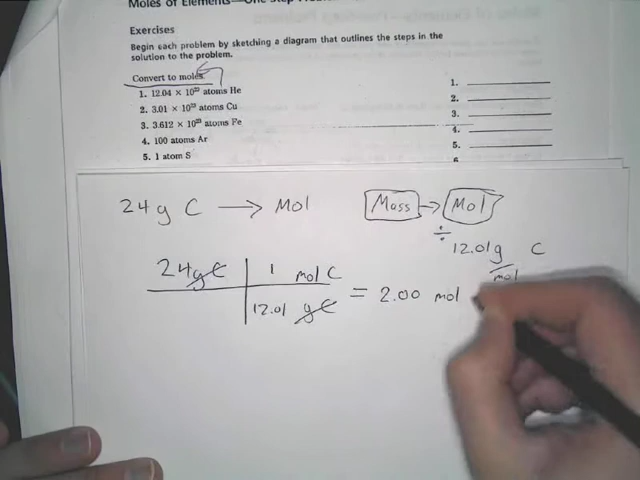 Moles of Elements—One Step
Exercises
Begin each problem by sketching a diagram that outlines the steps in the
solution to the problem.
Convert to moles.
1. 12.04 × 10²³ atoms He
2. 3.01 × 10²³ atoms Cu
3. 3.612 × 10²³ atoms Fe
4. 100 atoms Ar
5. 1 atom S
1.
2.
3.
4.
5.
24 g C → Mol
Mass → Mol
÷ 12.01 g C
mol
24 g C | 1 mol C
12.01 g C = 2.00 mol